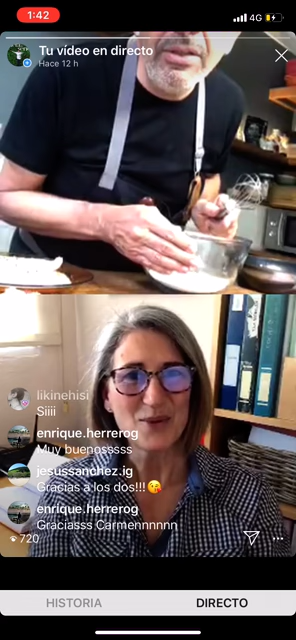 1:42
4G
Tu vídeo en directo
Hace 12 h
likinehisi
Siiii
enrique.herrerog
Muy buenosssss
jesussanchez.ig
Gracias a los dos!!!😘
enrique.herrerog
Graciasss Carmennnnnn
720
HISTORIA
DIRECTO